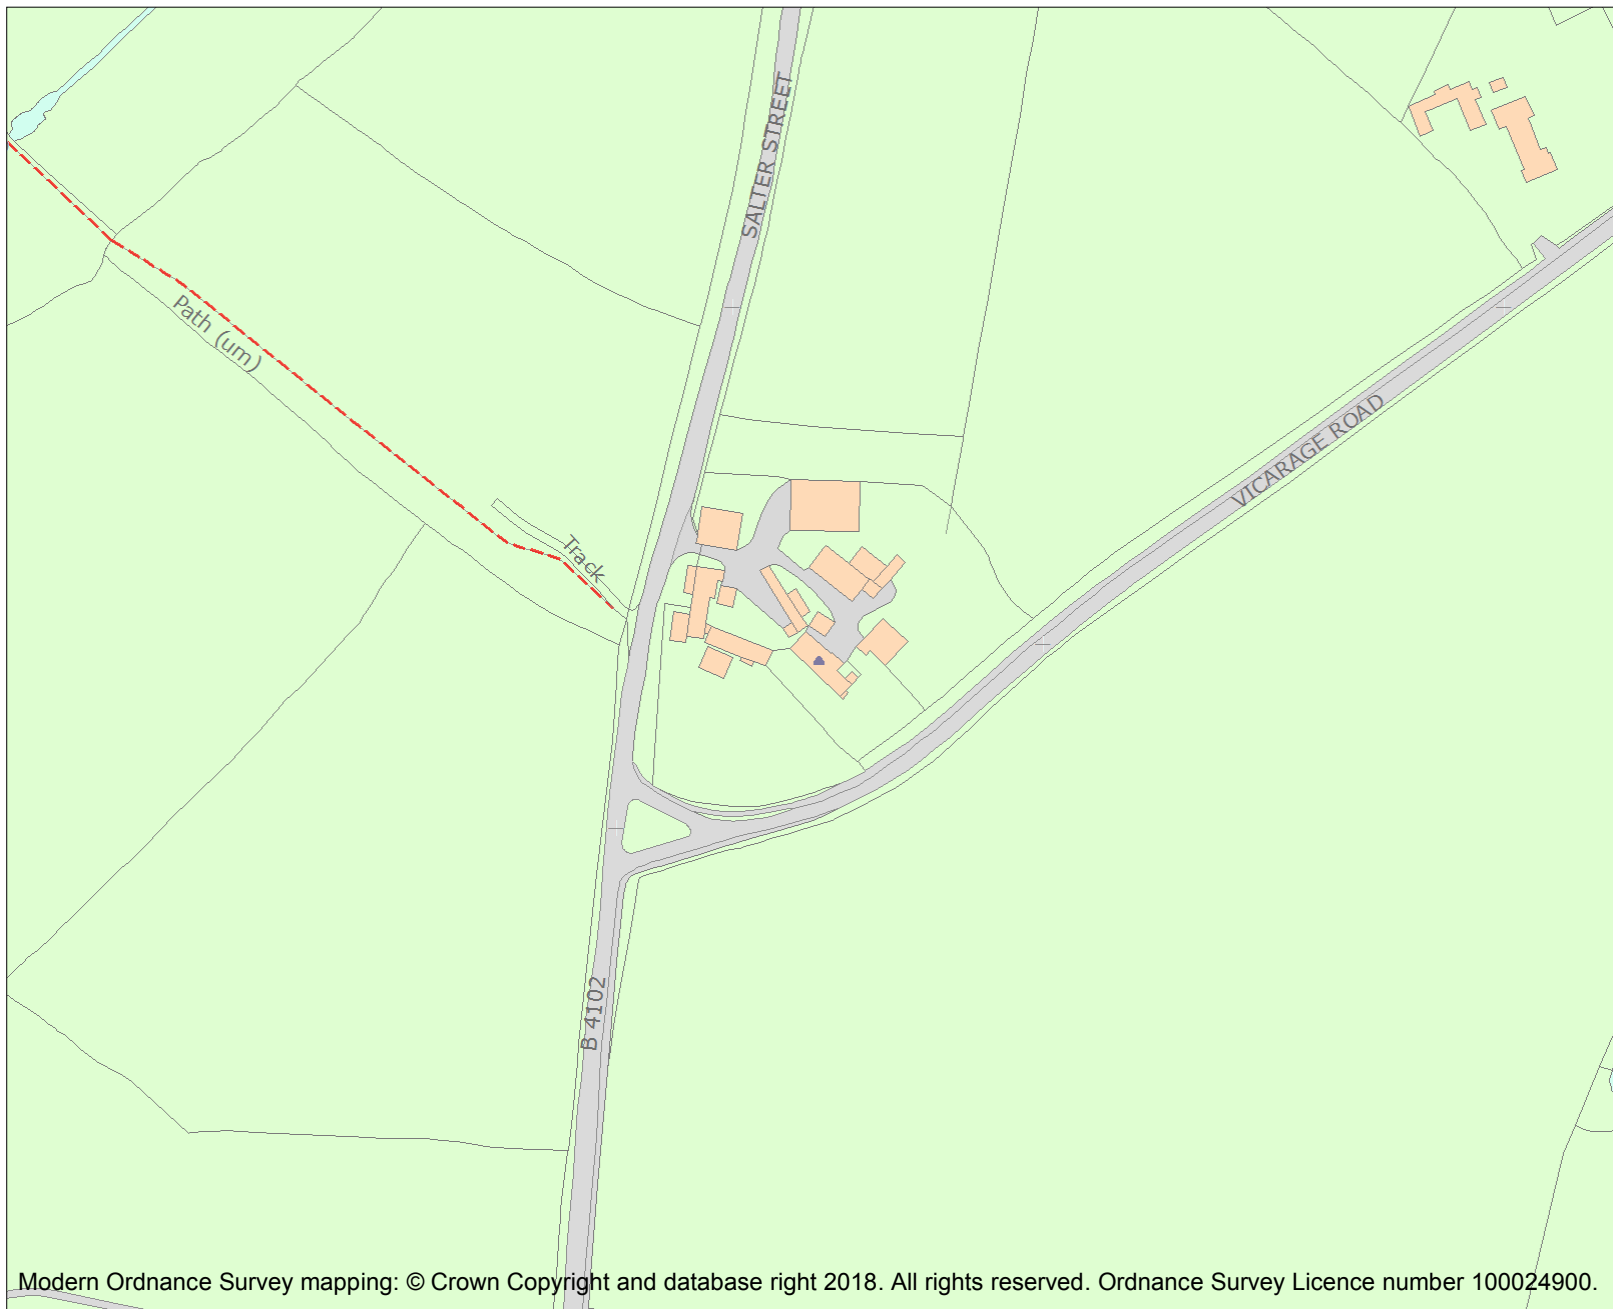 SALTER STREET
Path (um)
VICARAGE ROAD
Track
B 4102
Modern Ordnance Survey mapping: © Crown Copyright and database right 2018. All rights reserved. Ordnance Survey Licence number 100024900.